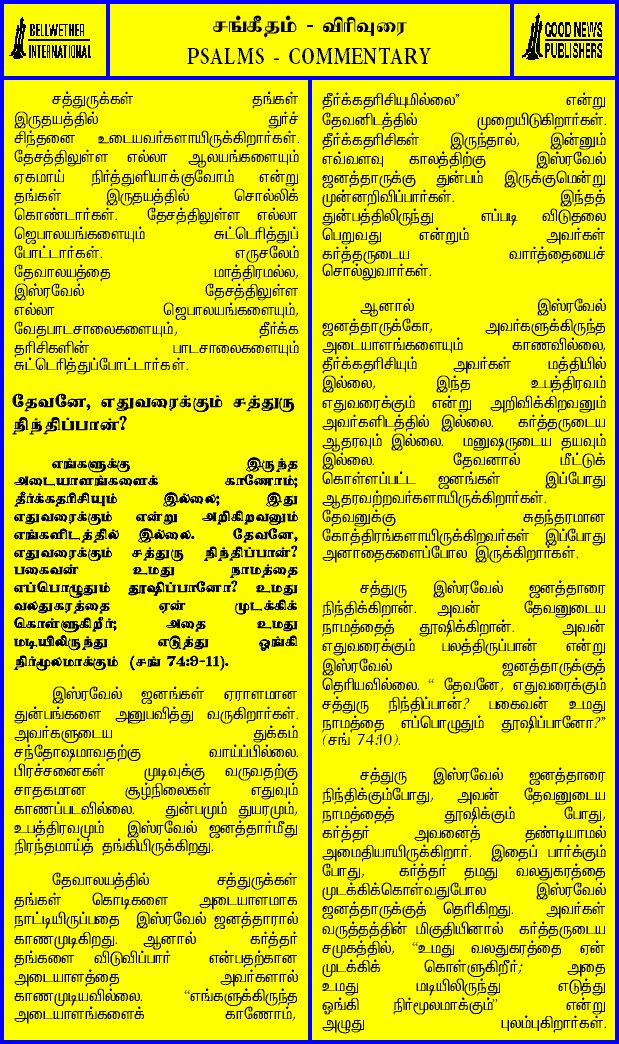 BELLWETHER
INTERNATIONAL
சங்கீதம் - விரிவுரை
PSALMS - COMMENTARY
GOOD NEWS
PUBLISHERS
சத்துருக்கள் தங்கள்
இருதயத்தில் துர்ச்
சிந்தனை உடையவர்களாயிருக்கிறார்கள்.
தேசத்திலுள்ள எல்லா ஆலயங்களையும்
ஏகமாய் நிர்த்துளியாக்குவோம் என்று
தங்கள் இருதயத்தில் சொல்லிக்
கொண்டார்கள். தேசத்திலுள்ள எல்லா
ஜெபாலயங்களையும் சுட்டெரித்துப்
போட்டார்கள். எருசலேம்
தேவாலயத்தை மாத்திரமல்ல,
இஸ்ரவேல் தேசத்திலுள்ள
எல்லா ஜெபாலயங்களையும்,
வேதபாடசாலைகளையும், தீர்க்க
தரிசிகளின் பாடசாலைகளையும்
சுட்டெரித்துப்போட்டார்கள்.
தேவனே, எதுவரைக்கும் சத்துரு
நிந்திப்பான்?
எங்களுக்கு இருந்த
அடையாளங்களைக் காணோம்;
தீர்க்கதரிசியும் இல்லை; இது
எதுவரைக்கும் என்று அறிகிறவனும்
எங்களிடத்தில் இல்லை. தேவனே,
எதுவரைக்கும் சத்துரு நிந்திப்பான்?
பகைவன் உமது நாமத்தை
எப்பொழுதும் தூஷிப்பானோ? உமது
வலதுகரத்தை ஏன் முடக்கிக்
கொள்ளுகிறீர்; அதை உமது
மடியிலிருந்து எடுத்து ஓங்கி
நிர்மூலமாக்கும் (சங் 74:9-11).
இஸ்ரவேல் ஜனங்கள் ஏராளமான
துன்பங்களை அனுபவித்து வருகிறார்கள்.
அவர்களுடைய துக்கம்
சந்தோஷமாவதற்கு வாய்ப்பில்லை.
பிரச்சனைகள் முடிவுக்கு வருவதற்கு
சாதகமான சூழ்நிலைகள் எதுவும்
காணப்படவில்லை. துன்பமும் துயரமும்,
உபத்திரவமும் இஸ்ரவேல் ஜனத்தார்மீது
நிரந்தமாய்த் தங்கியிருக்கிறது.
தேவாலயத்தில் சத்துருக்கள்
தங்கள் கொடிகளை அடையாளமாக
நாட்டியிருப்பதை இஸ்ரவேல் ஜனத்தாரால்
காணமுடிகிறது. ஆனால் கர்த்தர்
தங்களை விடுவிப்பார் என்பதற்கான
அடையாளத்தை அவர்களால்
காணமுடியவில்லை. “எங்களுக்கிருந்த
அடையாளங்களைக் காணோம்,
தீர்க்கதரிசியுமில்லை” என்று
தேவனிடத்தில் முறையிடுகிறார்கள்.
தீர்க்கதரிசிகள் இருந்தால், இன்னும்
எவ்வளவு காலத்திற்கு இஸ்ரவேல்
ஜனத்தாருக்கு துன்பம் இருக்குமென்று
முன்னறிவிப்பார்கள். இந்தத்
துன்பத்திலிருந்து எப்படி விடுதலை
பெறுவது என்றும் அவர்கள்
கர்த்தருடைய வார்த்தையைச்
சொல்லுவார்கள்.
ஆனால் இஸ்ரவேல்
ஜனத்தாருக்கோ, அவர்களுக்கிருந்த
அடையாளங்களையும் காணவில்லை,
தீர்க்கதரிசியும் அவர்கள் மத்தியில்
இல்லை, இந்த உபத்திரவம்
எதுவரைக்கும் என்று அறிவிக்கிறவனும்
அவர்களிடத்தில் இல்லை. கர்த்தருடைய
ஆதரவும் இல்லை. மனுஷருடைய தயவும்
இல்லை. தேவனால் மீட்டுக்
கொள்ளப்பட்ட ஜனங்கள் இப்போது
ஆதரவற்றவர்களாயிருக்கிறார்கள்.
தேவனுக்கு சுதந்தரமான
கோத்திரங்களாயிருக்கிறவர்கள் இப்போது
அனாதைகளைப்போல இருக்கிறார்கள்.
சத்துரு இஸ்ரவேல் ஜனத்தாரை
நிந்திக்கிறான். அவன் தேவனுடைய
நாமத்தைத் தூஷிக்கிறான். அவன்
எதுவரைக்கும் பலத்திருப்பான் என்று
இஸ்ரவேல் ஜனத்தாருக்குத்
தெரியவில்லை. “ தேவனே, எதுவரைக்கும்
சத்துரு நிந்திப்பான்? பகைவன் உமது
நாமத்தை எப்பொழுதும் தூஷிப்பானோ?”
(சங் 74:10).
சத்துரு இஸ்ரவேல் ஜனத்தாரை
நிந்திக்கும்போது, அவன் தேவனுடைய
நாமத்தைத் தூஷிக்கும் போது,
கர்த்தர் அவனைத் தண்டியாமல்
அமைதியாயிருக்கிறார். இதைப் பார்க்கும்
போது, கர்த்தர் தமது வலதுகரத்தை
முடக்கிக்கொள்வதுபோல இஸ்ரவேல்
ஜனத்தாருக்குத் தெரிகிறது. அவர்கள்
வருத்தத்தின் மிகுதியினால் கர்த்தருடைய
சமுகத்தில், “உமது வலதுகரத்தை ஏன்
முடக்கிக் கொள்ளுகிறீர்; அதை
உமது மடியிலிருந்து எடுத்து
ஓங்கி நிர்மூலமாக்கும்” என்று
அழுது புலம்புகிறார்கள்.